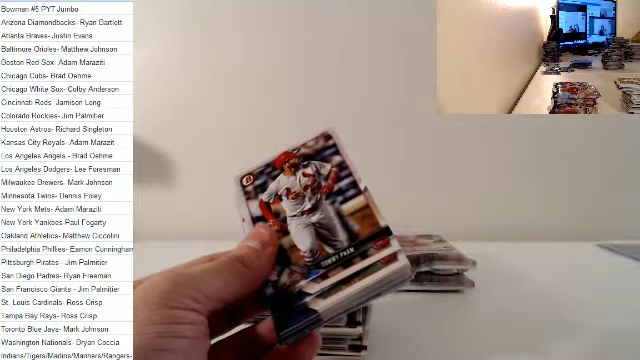 Bowman #5 PYT Jumbo
Arizona Diamondbacks- Ryan Bartlett
Atlanta Braves- Justin Evans
Baltimore Orioles- Matthew Johnson
Boston Red Sox- Adam Maraziti
Chicago Cubs- Brad Oehme
Chicago White Sox- Colby Anderson
Cincinnati Reds- Jamison Long
Colorado Rockies- Jim Palmitier
Houston Astros- Richard Singleton
Kansas City Royals- Adam Marazit
Los Angeles Angels - Brad Oehme
Los Angeles Dodgers - Lee Foresman
Milwaukee Brewers- Mark Johnson
Minnesota Twins- Dennis Foley
New York Mets- Adam Maraziti
New York Yankees-Paul Fogarty
Oakland Athletics- Matthew Ciccolini
Philadelphia Phillies- Eamon Cunningham
Pittsburgh Pirates - Jim Palmitier
San Diego Padres- Ryan Freeman
San Francisco Giants - Jim Palmitier
St. Louis Cardinals- Ross Crisp
Tampa Bay Rays- Ross Crisp
Toronto Blue Jays- Mark Johnson
Washington Nationals- Bryan Coccia
Indians/Tigers/Marlins/Mariners/Rangers-
TOMMY PHAM